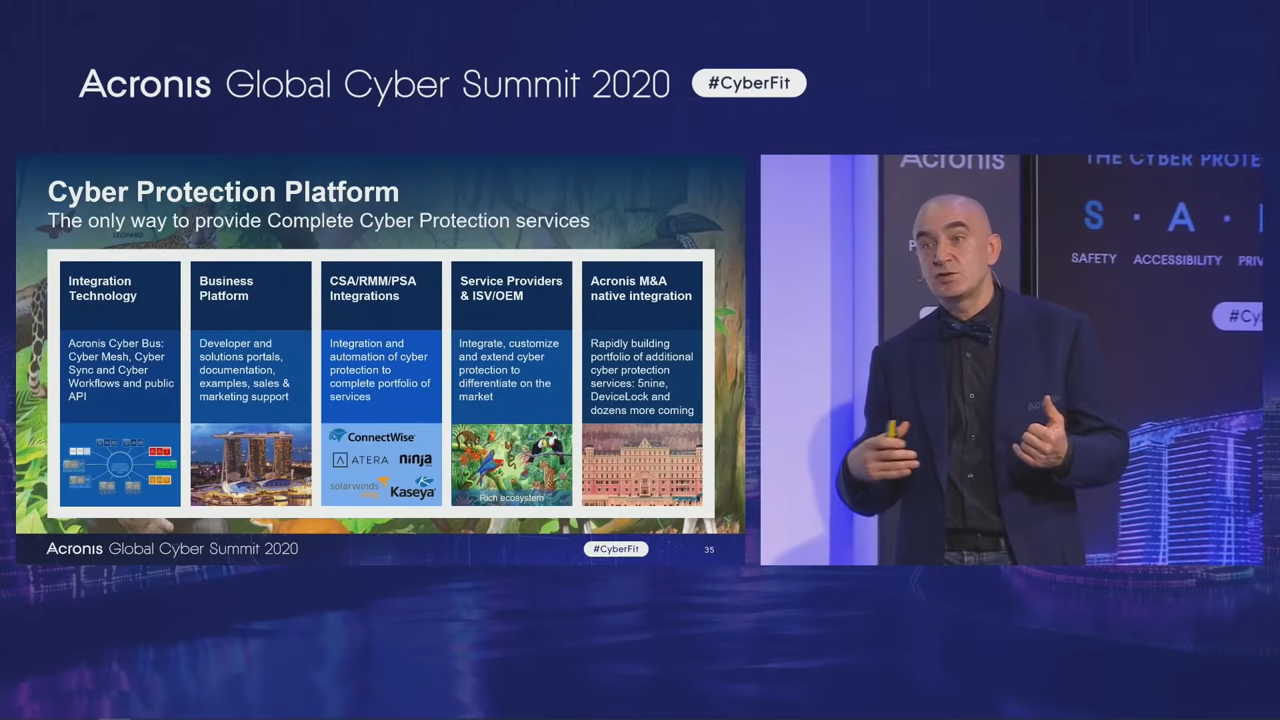 Acronis Global Cyber Summit 2020 #CyberFit
Cyber Protection Platform
The only way to provide Complete Cyber Protection services
Integration
Technology
Acronis Cyber Bus:
Cyber Mesh, Cyber
Sync and Cyber
Workflows and public
API
Business
Platform
Developer and
solutions portals,
documentation,
examples, sales &
marketing support
CSA/RMM/PSA
Integrations
Integration and
automation of cyber
protection to
complete portfolio of
services
ConnectWise
ATERA ninja
solarwinds Kaseya
Service Providers
& ISV/OEM
Integrate, customize
and extend cyber
protection to
differentiate on the
market
Rich ecosystem
Acronis M&A
native integration
Rapidly building
portfolio of additional
cyber protection
services: 5nine,
DeviceLock and
dozens more coming
Acronis Global Cyber Summit 2020 #CyberFit 35
Acronis
THE CYBER PROTE
S · A ·
SAFETY ACCESSIBILITY PRIV
#Cy